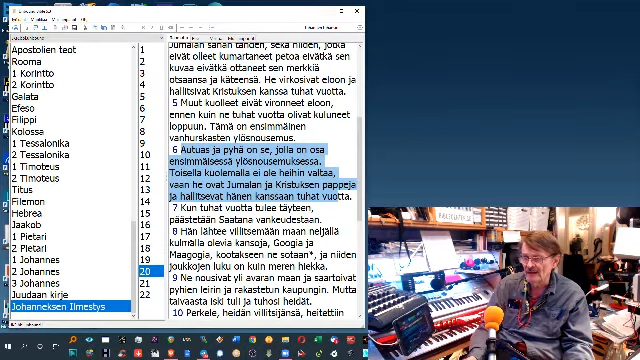 Apostolien teot
Rooma
1 Korintto
2 Korintto
Galata
Efeso
Filippi
Kolossa
1 Tessalonika
2 Tessalonika
1 Timoteus
2 Timoteus
Titus
Filemon
Hebrea
Jaakob
1 Pietari
2 Pietari
1 Johannes
2 Johannes
3 Johannes
Juudaan kirje
Johanneksen Ilmestys
1
2
3
4
5
6
7
8
9
10
11
12
13
14
15
16
17
18
19
20
21
22
Jumalan sanan tähden, sekä niiden, jotka
eivät olleet kumartaneet petoa eivätkä sen
kuvaa eivätkä ottaneet sen merkkiä
otsaansa ja käteensä. He virkosivat eloon ja
hallitsivat Kristuksen kanssa tuhat vuotta.
5 Muut kuolleet eivät vironneet eloon,
ennen kuin ne tuhat vuotta olivat kuluneet
loppuun. Tämä on ensimmäinen
vanhurskasten ylösnousemus.
6 Autuas ja pyhä on se, jolla on osa
ensimmäisessä ylösnousemuksessa.
Toisella kuolemalla ei ole heihin valtaa,
vaan he ovat Jumalan ja Kristuksen pappeja
ja hallitsevat hänen kanssaan tuhat vuotta.
7 Kun tuhat vuotta tulee täyteen,
päästetään Saatana vankeudestaan.
8 Hän lähtee villitsemään maan neljällä
kulmalla olevia kansoja, Googia ja
Maagogia, kootakseen ne sotaan*, ja niiden
joukkojen luku on kuin meren hiekka.
9 Ne nousivat yli avaran maan ja saartoivat
pyhien leirin ja rakastetun kaupungin. Mutta
taivaasta iski tuli ja tuhosi heidät.
10 Perkele, heidän villitsijänsä, heitettiin